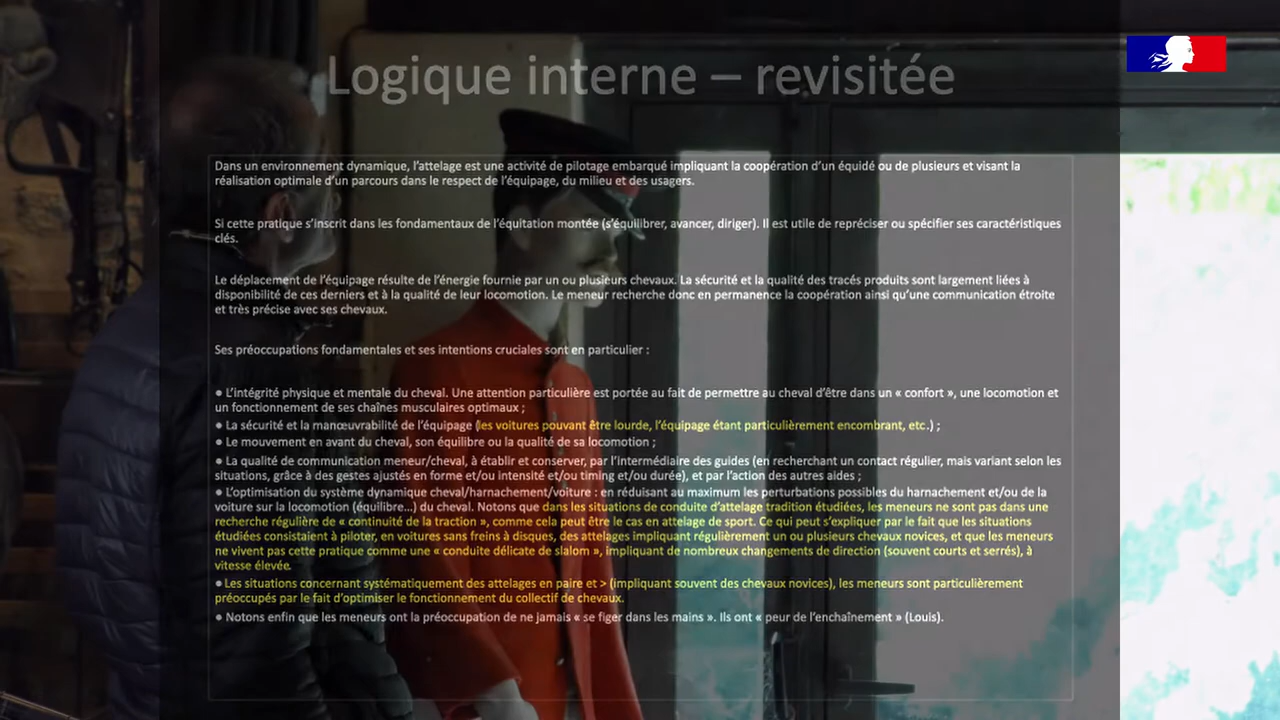 Logique interne – revisitée
Dans un environnement dynamique, l'attelage est une activité de pilotage embarqué impliquant la coopération d'un équidé ou de plusieurs et visant la
réalisation optimale d'un parcours dans le respect de l'équipage, du milieu et des usagers.
Si cette pratique s'inscrit dans les fondamentaux de l'équitation montée (s'équilibrer, avancer, diriger). Il est utile de repréciser ou spécifier ses caractéristiques
clés.
Le déplacement de l'équipage résulte de l'énergie fournie par un ou plusieurs chevaux. La sécurité et la qualité des tracés produits sont largement liées à
disponibilité de ces derniers et à la qualité de leur locomotion. Le meneur recherche donc en permanence la coopération ainsi qu'une communication étroite
et très précise avec ses chevaux.
Ses préoccupations fondamentales et ses intentions cruciales sont en particulier :
● L'intégrité physique et mentale du cheval. Une attention particulière est portée au fait de permettre au cheval d'être dans un « confort », une locomotion et
un fonctionnement de ses chaînes musculaires optimaux ;
● La sécurité et la manœuvrabilité de l'équipage (les voitures pouvant être lourde, l'équipage étant particulièrement encombrant, etc.) ;
● Le mouvement en avant du cheval, son équilibre ou la qualité de sa locomotion ;
● La qualité de communication meneur/cheval, à établir et conserver, par l'intermédiaire des guides (en recherchant un contact régulier, mais variant selon les
situations, grâce à des gestes ajustés en forme et/ou intensité et/ou timing et/ou durée), et par l'action des autres aides ;
● L'optimisation du système dynamique cheval/harnachement/voiture : en réduisant au maximum les perturbations possibles du harnachement et/ou de la
voiture sur la locomotion (équilibre…) du cheval. Notons que dans les situations de conduite d'attelage tradition étudiées, les meneurs ne sont pas dans une
recherche régulière de « continuité de la traction », comme cela peut être le cas en attelage de sport. Ce qui peut s'expliquer par le fait que les situations
étudiées consistaient à piloter, en voitures sans freins à disques, des attelages impliquant régulièrement un ou plusieurs chevaux novices, et que les meneurs
ne vivent pas cette pratique comme une « conduite délicate de slalom », impliquant de nombreux changements de direction (souvent courts et serrés), à
vitesse élevée.
● Les situations concernant systématiquement des attelages en paire et > (impliquant souvent des chevaux novices), les meneurs sont particulièrement
préoccupés par le fait d'optimiser le fonctionnement du collectif de chevaux.
● Notons enfin que les meneurs ont la préoccupation de ne jamais « se figer dans les mains ». Ils ont « peur de l'enchaînement » (Louis).